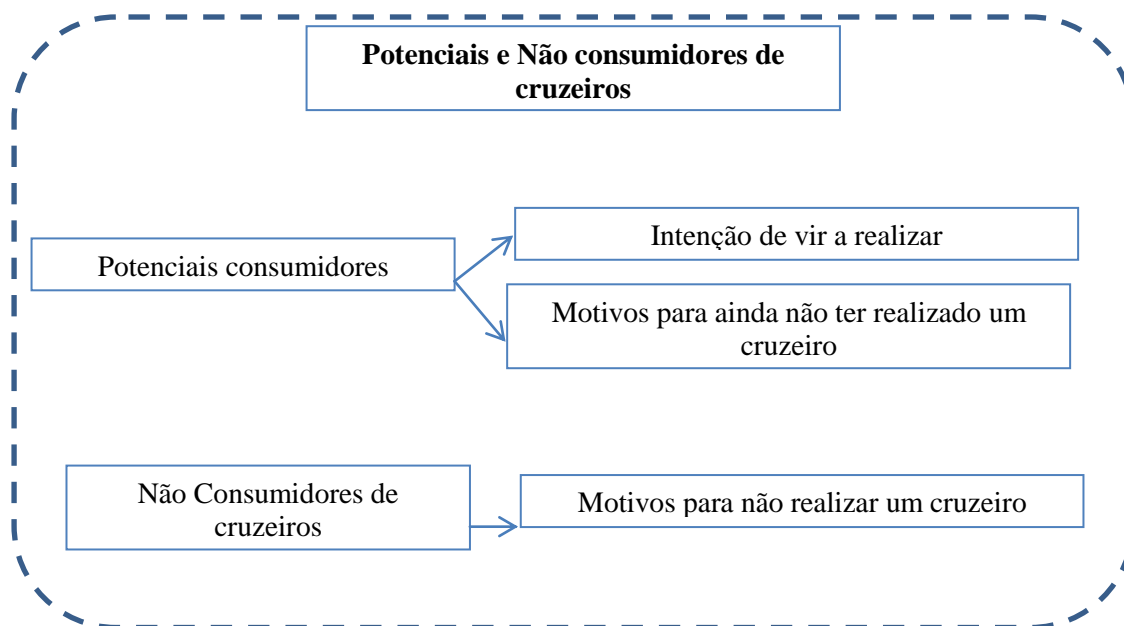 Potenciais e Não consumidores de
cruzeiros
Intenção de vir a realizar
Potenciais consumidores
Motivos para ainda não ter realizado um
cruzeiro
Não Consumidores de
cruzeiros
Motivos para não realizar um cruzeiro